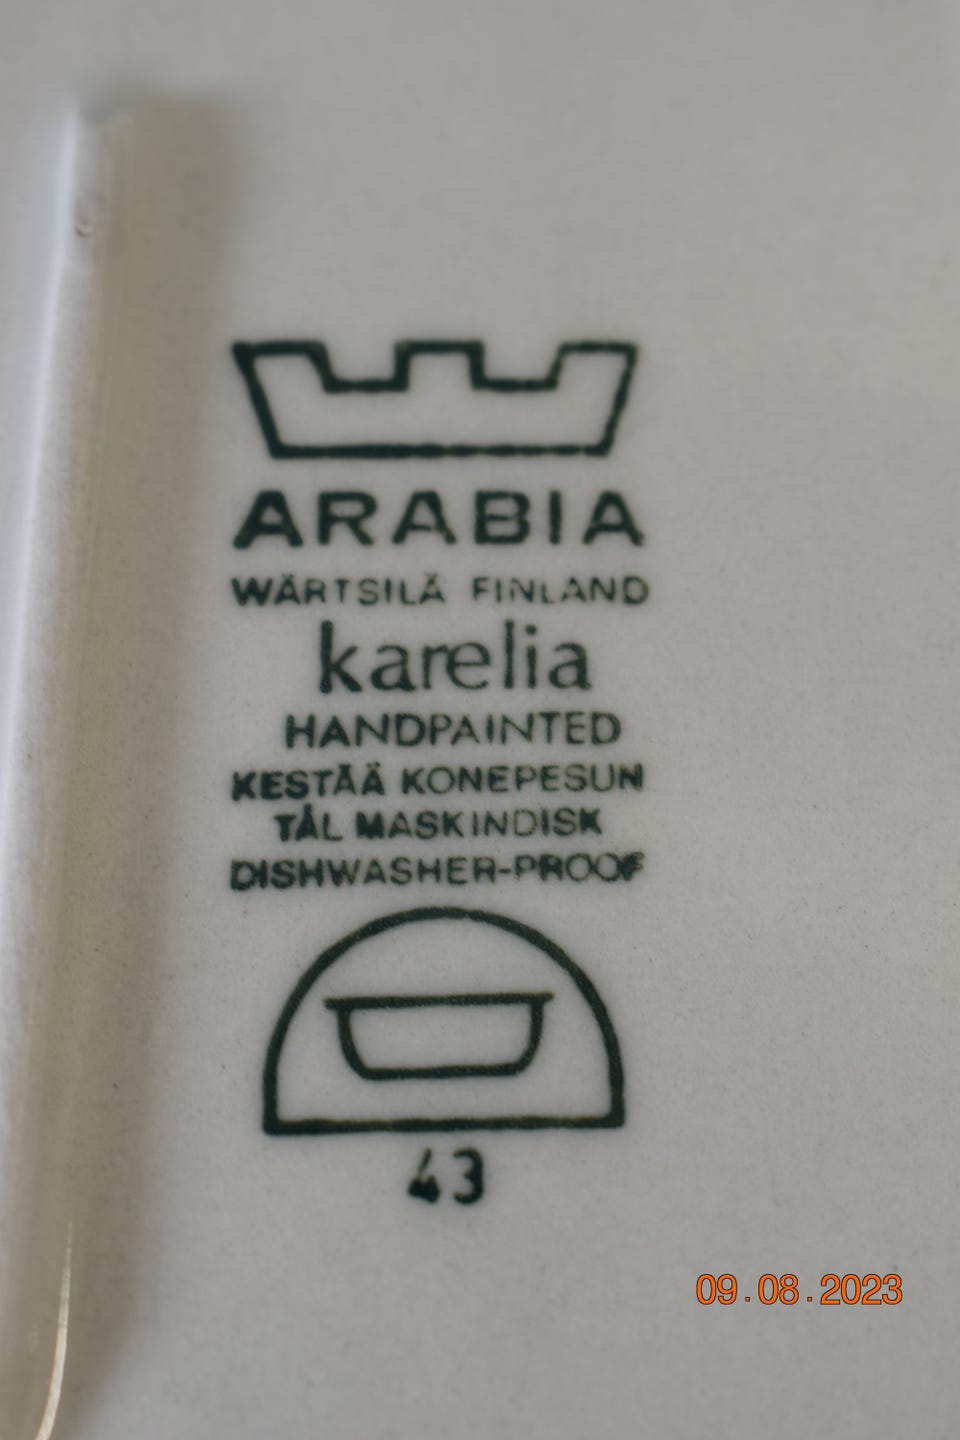 ARABIA
WÄRTSILÄ FINLAND
karelia
HANDPAINTED
KESTÄÄ KONEPESUN
TÅL MASKINDISK
DISHWASHER-PROOF
43
09.08.2023